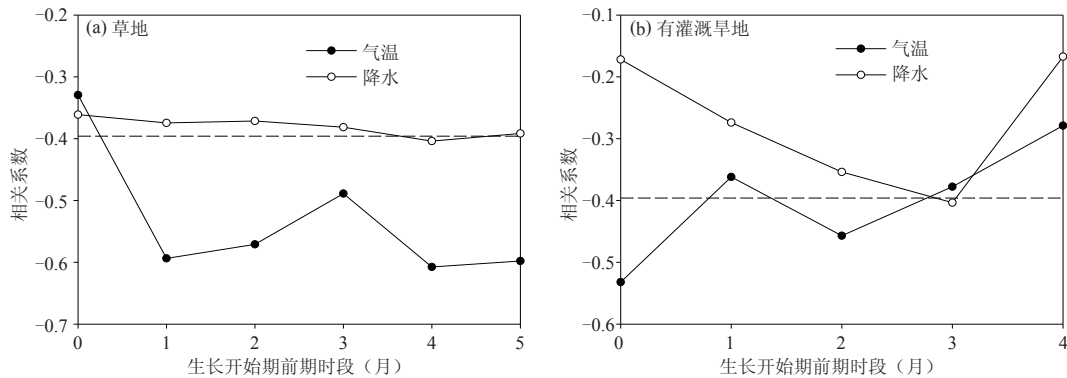 (a) 草地
气温
降水
−0.2
−0.3
−0.4
−0.5
−0.6
−0.7
相关系数
0 1 2 3 4 5
生长开始期前期时段（月）
(b) 有灌溉旱地
气温
降水
−0.1
−0.2
−0.3
−0.4
−0.5
−0.6
相关系数
0 1 2 3 4
生长开始期前期时段（月）